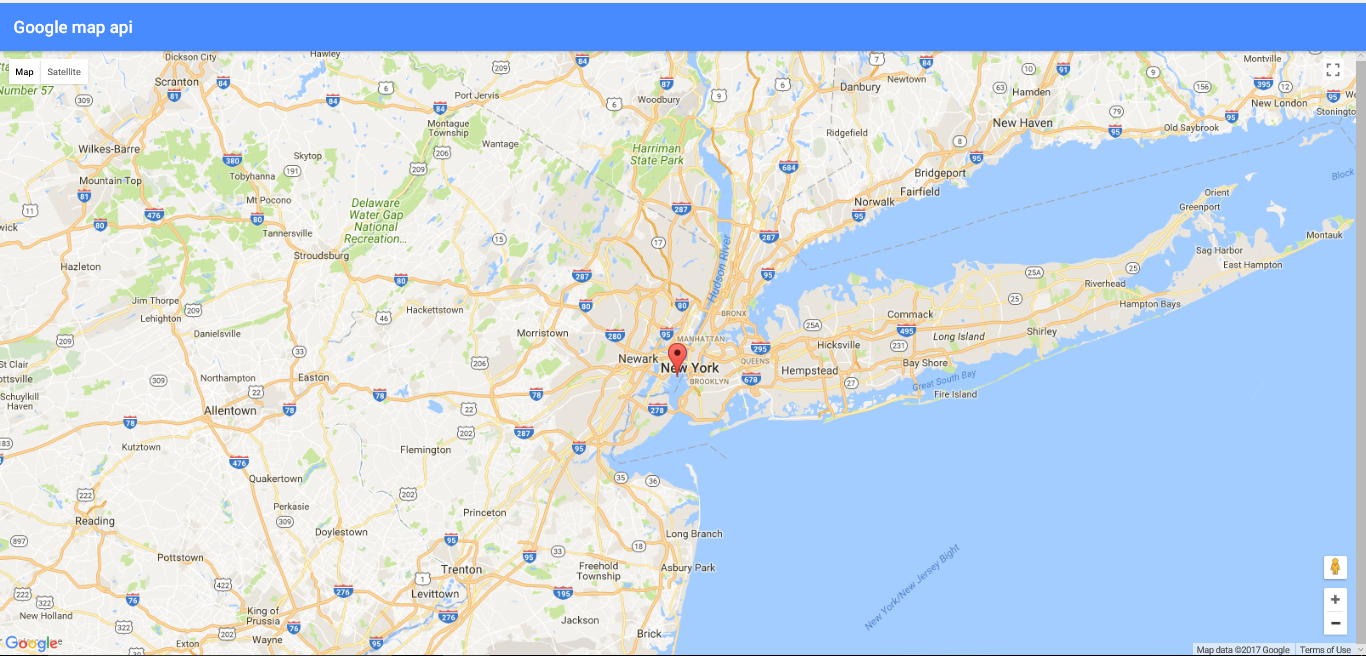 Google map api
Map
Satellite
Number 57
Dickson City
Scranton
Hawley
Port Jervis
Woodbury
Newtown
Danbury
Hamden
Montville
New London
Stonington
Old Saybrook
New Haven
Montague
Township
Wantage
Harriman
State Park
Ridgefield
Wilkes-Barre
Skytop
Tobyhanna
Mountain Top
Mt Pocono
Tannersville
Stroudsburg
Delaware
Water Gap
National
Recreation...
Bridgeport
Fairfield
Norwalk
Orient
Greenport
Block
Montauk
Sag Harbor
East Hampton
Hazleton
Hudson River
Riverhead
Hampton Bays
Jim Thorpe
Lehighton
Danielsville
Hackettstown
Morristown
BRONX
MANHATTAN
Commack
Long Island
Shirley
Hicksville
Newark
New York
QUEENS
BROOKLYN
Hempstead
Bay Shore
Great South Bay
Fire Island
St Clair
Pottsville
Schuylkill
Haven
Northampton
Easton
Allentown
Kutztown
Flemington
Quakertown
Perkasie
Reading
Doylestown
Princeton
Long Branch
Pottstown
Trenton
Freehold
Township
Asbury Park
Levittown
New York/New Jersey Bight
New Holland
King of
Prussia
Wayne
Exton
Jackson
Brick
Google
Map data ©2017 Google
Terms of Use